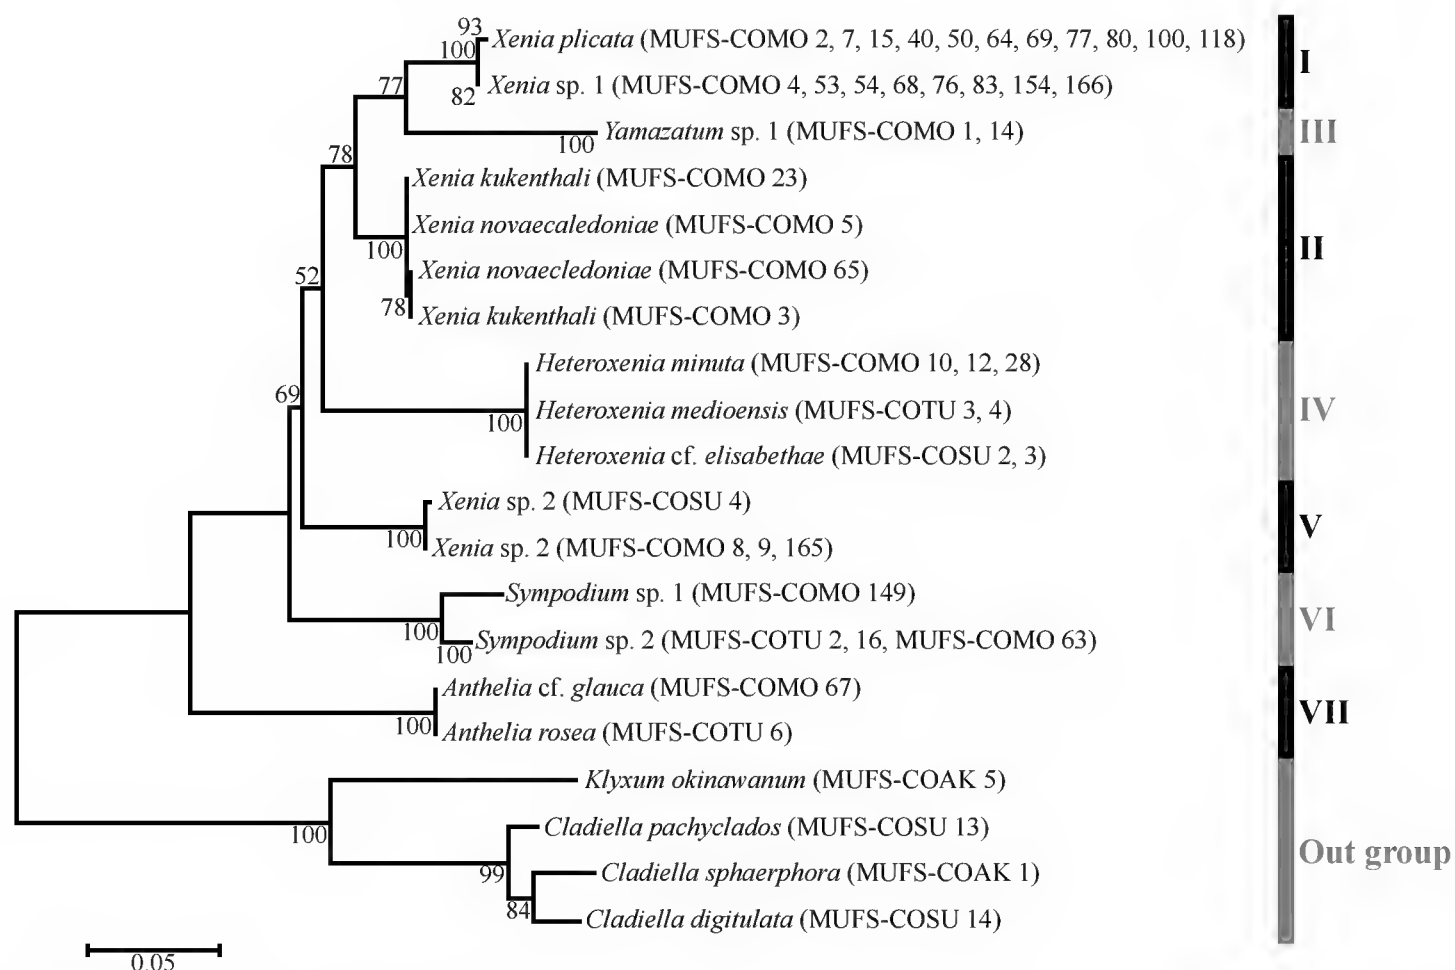 93
Xenia plicata (MUFS-COMO 2, 7, 15, 40, 50, 64, 69, 77, 80, 100, 118)
100
I
77
82
Xenia sp. 1 (MUFS-COMO 4, 53, 54, 68, 76, 83, 154, 166)
Yamazatum sp. 1 (MUFS-COMO 1, 14)
100
III
78
Xenia kukenthali (MUFS-COMO 23)
Xenia novaecaledoniae (MUFS-COMO 5)
100
II
Xenia novaecledoniae (MUFS-COMO 65)
52
78
Xenia kukenthali (MUFS-COMO 3)
Heteroxenia minuta (MUFS-COMO 10, 12, 28)
69
Heteroxenia medioensis (MUFS-COTU 3, 4)
100
IV
Heteroxenia cf. elisabethae (MUFS-COSU 2, 3)
Xenia sp. 2 (MUFS-COSU 4)
100
V
Xenia sp. 2 (MUFS-COMO 8, 9, 165)
Sympodium sp. 1 (MUFS-COMO 149)
100
VI
Sympodium sp. 2 (MUFS-COTU 2, 16, MUFS-COMO 63)
100
Anthelia cf. glauca (MUFS-COMO 67)
100
VII
Anthelia rosea (MUFS-COTU 6)
Klyxum okinawanum (MUFS-COAK 5)
100
Cladiella pachyclados (MUFS-COSU 13)
Out group
99
Cladiella sphaerphora (MUFS-COAK 1)
84
Cladiella digitulata (MUFS-COSU 14)
0.05